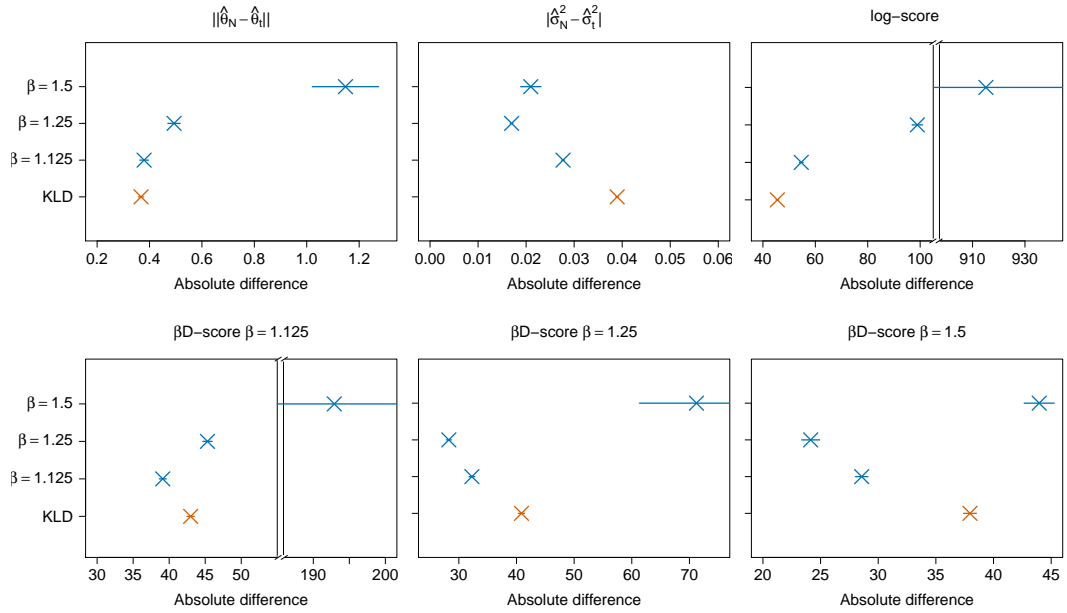 ||θ̂_N − θ̂_t||
|σ̂²_N − σ̂²_t|
log−score
β = 1.5
β = 1.25
β = 1.125
KLD
0.2 0.4 0.6 0.8 1.0 1.2
0.00 0.01 0.02 0.03 0.04 0.05 0.06
40 60 80 100 910 930
Absolute difference
Absolute difference
Absolute difference
βD−score β = 1.125
βD−score β = 1.25
βD−score β = 1.5
β = 1.5
β = 1.25
β = 1.125
KLD
30 35 40 45 50 190 200
30 40 50 60 70
20 25 30 35 40 45
Absolute difference
Absolute difference
Absolute difference